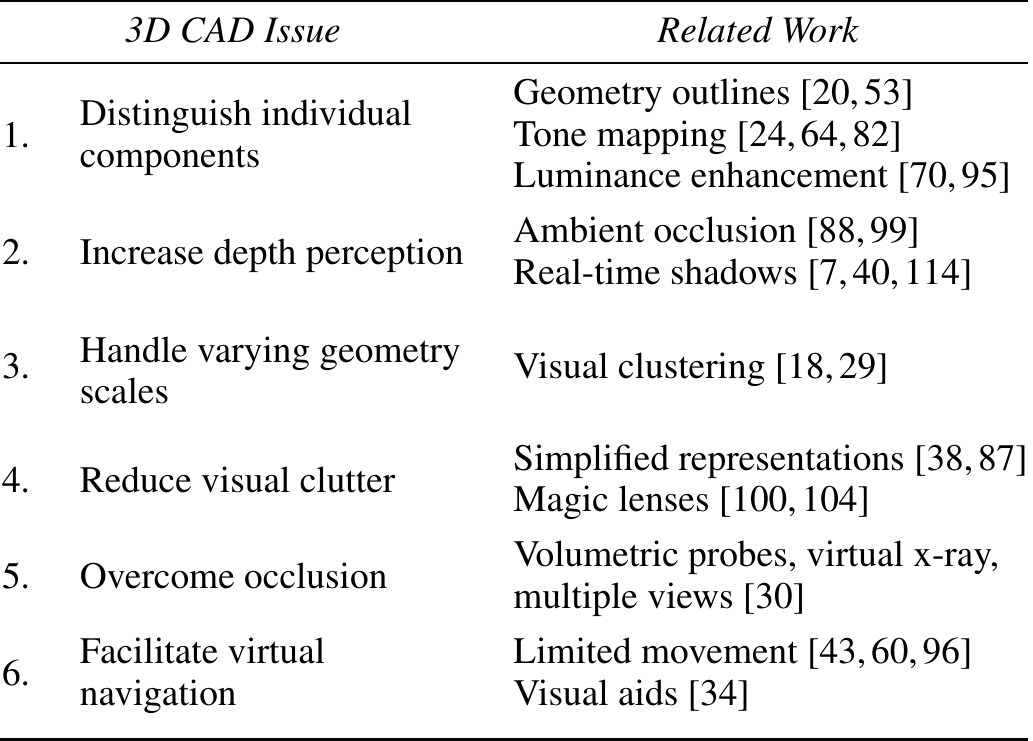 3D CAD Issue Related Work
1. Distinguish individual components
Geometry outlines [20, 53]
Tone mapping [24, 64, 82]
Luminance enhancement [70, 95]
2. Increase depth perception
Ambient occlusion [88, 99]
Real-time shadows [7, 40, 114]
3. Handle varying geometry
scales
Visual clustering [18, 29]
4. Reduce visual clutter
Simplified representations [38, 87]
Magic lenses [100, 104]
5. Overcome occlusion
Volumetric probes, virtual x-ray,
multiple views [30]
6. Facilitate virtual
navigation
Limited movement [43, 60, 96]
Visual aids [34]